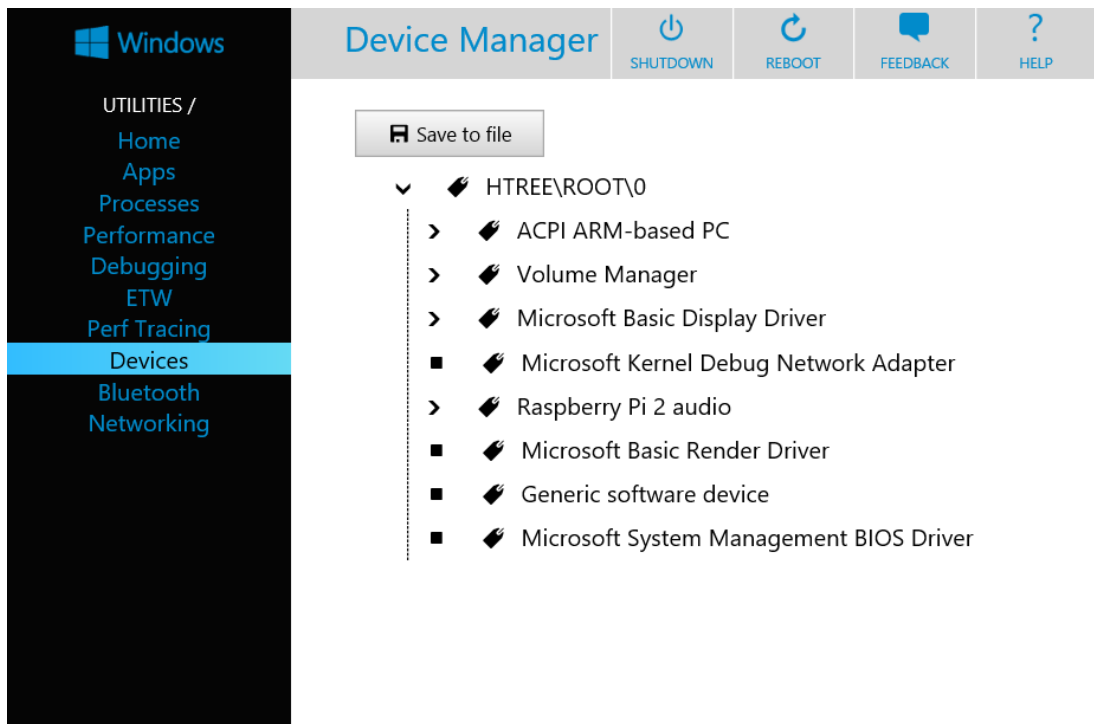 Windows
UTILITIES /
Home
Apps
Processes
Performance
Debugging
ETW
Perf Tracing
Devices
Bluetooth
Networking
Device Manager
SHUTDOWN
REBOOT
FEEDBACK
?
HELP
Save to file
HTREE\ROOT\0
ACPI ARM-based PC
Volume Manager
Microsoft Basic Display Driver
Microsoft Kernel Debug Network Adapter
Raspberry Pi 2 audio
Microsoft Basic Render Driver
Generic software device
Microsoft System Management BIOS Driver